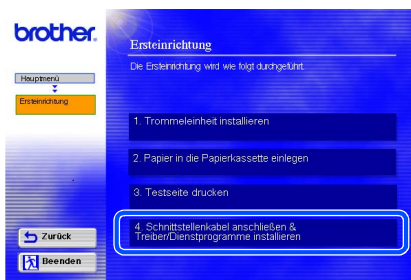 brother.
Hauptmenü
Ersteinrichtung
Ersteinrichtung
Die Ersteinrichtung wird wie folgt durchgeführt.
1. Trommeleinheit installieren
2. Papier in die Papierkassette einlegen
3. Testseite drucken
4. Schnittstellenkabel anschließen &
Treiber/Dienstprogramme installieren
Zurück
Beenden